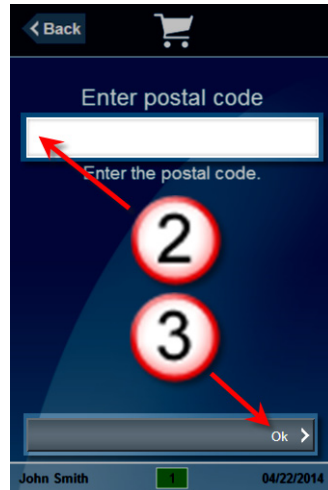 Back
Enter postal code
Enter the postal code.
2
3
Ok
John Smith 1 04/22/2014